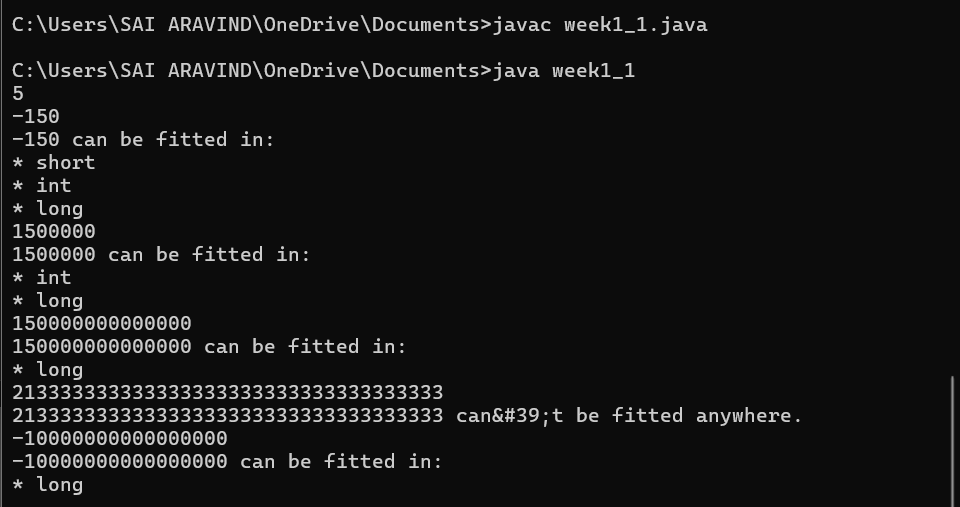 C:\Users\SAI ARAVIND\OneDrive\Documents>javac week1_1.java
C:\Users\SAI ARAVIND\OneDrive\Documents>java week1_1
5
-150
-150 can be fitted in:
* short
* int
* long
1500000
1500000 can be fitted in:
* int
* long
150000000000000
150000000000000 can be fitted in:
* long
213333333333333333333333333333333333
213333333333333333333333333333333333 can&#39;t be fitted anywhere.
-10000000000000000
-10000000000000000 can be fitted in:
* long